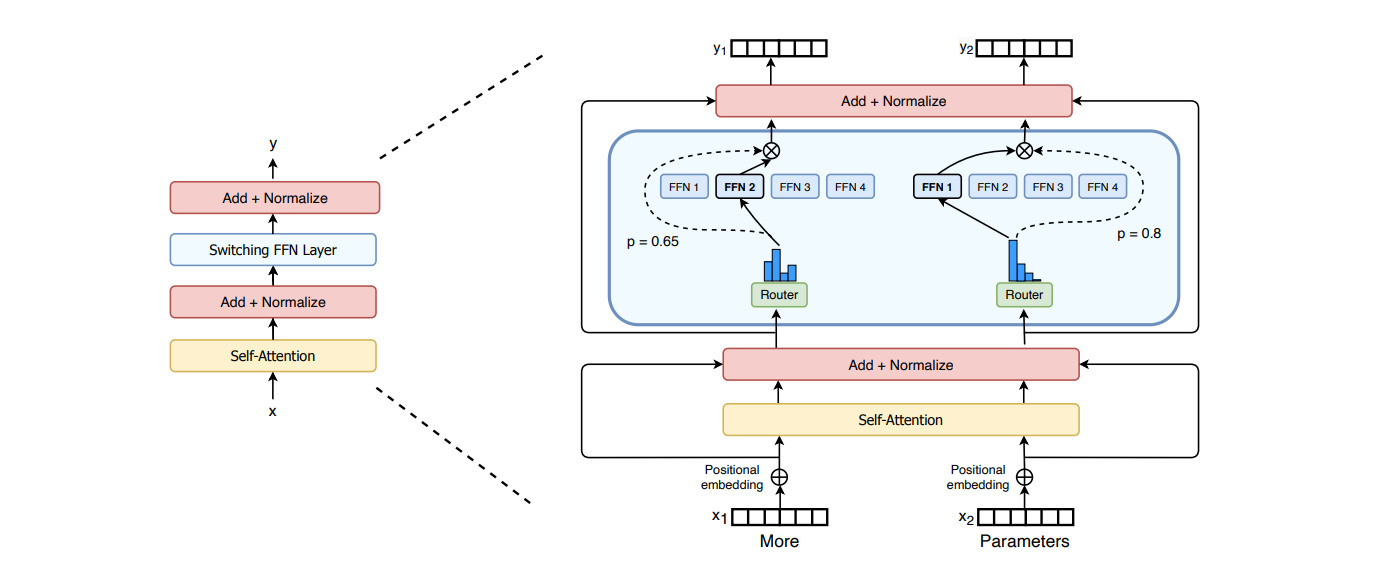 y
Add + Normalize
Switching FFN Layer
Add + Normalize
Self-Attention
x
y1
y2
Add + Normalize
FFN 1 FFN 2 FFN 3 FFN 4
FFN 1 FFN 2 FFN 3 FFN 4
p = 0.65
p = 0.8
Router
Router
Add + Normalize
Self-Attention
Positional
embedding
Positional
embedding
x1
x2
More
Parameters